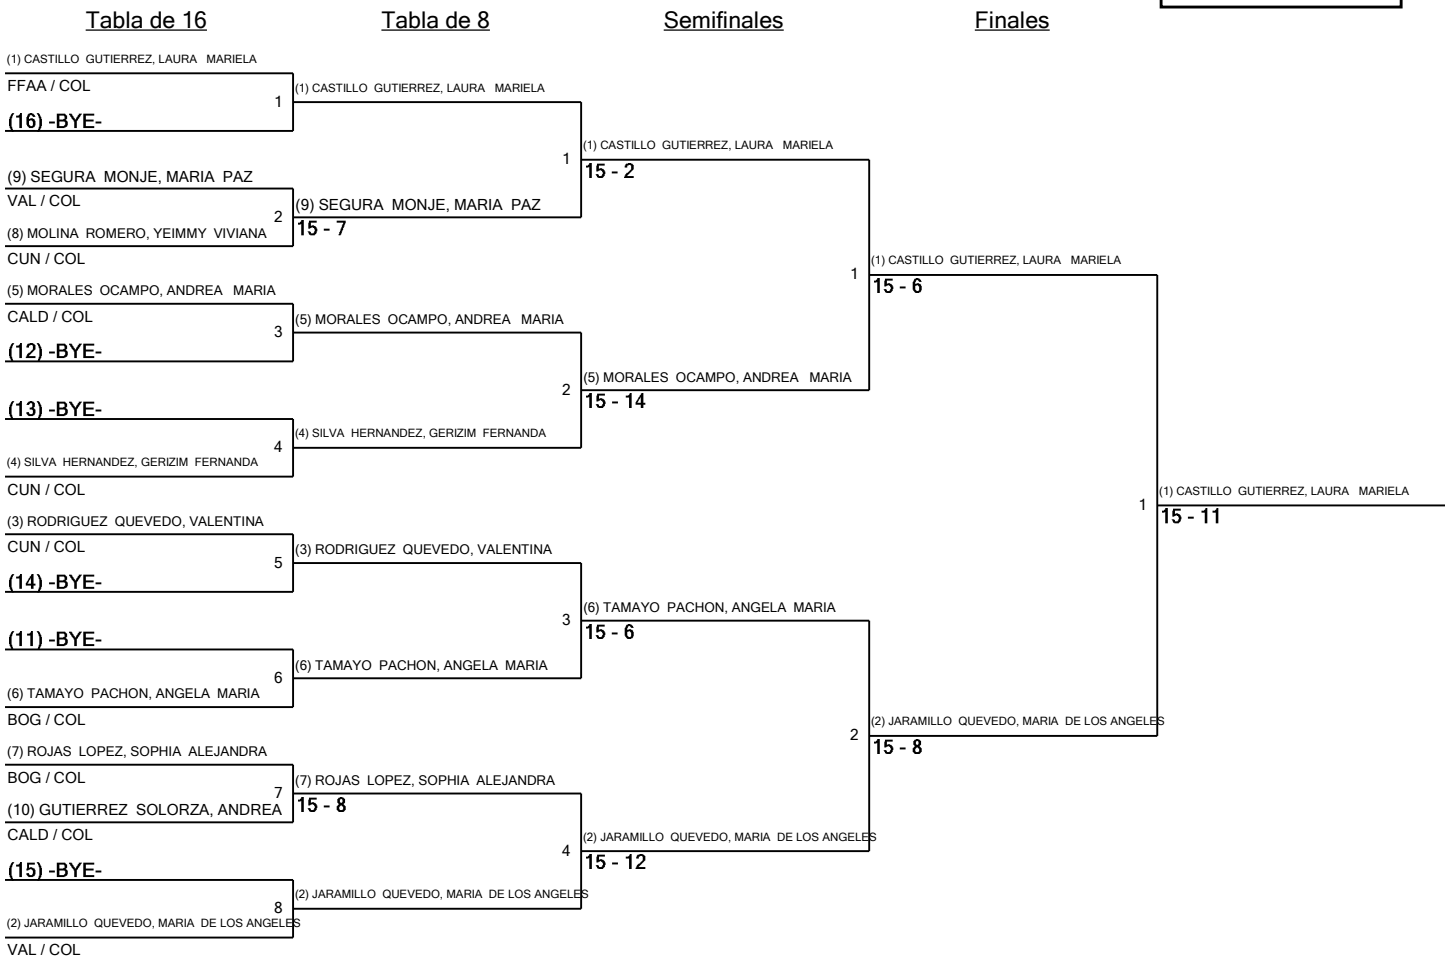 Tabla de 16
Tabla de 8
Semifinales
Finales
(1) CASTILLO GUTIERREZ, LAURA MARIELA
FFAA / COL
1
(16) -BYE-
(9) SEGURA MONJE, MARIA PAZ
VAL / COL
2
(8) MOLINA ROMERO, YEIMMY VIVIANA
CUN / COL
(5) MORALES OCAMPO, ANDREA MARIA
CALD / COL
3
(12) -BYE-
(13) -BYE-
4
(4) SILVA HERNANDEZ, GERIZIM FERNANDA
CUN / COL
(3) RODRIGUEZ QUEVEDO, VALENTINA
CUN / COL
5
(14) -BYE-
(11) -BYE-
6
(6) TAMAYO PACHON, ANGELA MARIA
BOG / COL
(7) ROJAS LOPEZ, SOPHIA ALEJANDRA
BOG / COL
7
(10) GUTIERREZ SOLORZA, ANDREA
CALD / COL
(15) -BYE-
8
(2) JARAMILLO QUEVEDO, MARIA DE LOS ANGELES
VAL / COL
(1) CASTILLO GUTIERREZ, LAURA MARIELA
1
(9) SEGURA MONJE, MARIA PAZ
15 - 7
(5) MORALES OCAMPO, ANDREA MARIA
2
(4) SILVA HERNANDEZ, GERIZIM FERNANDA
(3) RODRIGUEZ QUEVEDO, VALENTINA
3
(6) TAMAYO PACHON, ANGELA MARIA
(7) ROJAS LOPEZ, SOPHIA ALEJANDRA
15 - 8
4
(2) JARAMILLO QUEVEDO, MARIA DE LOS ANGELES
(1) CASTILLO GUTIERREZ, LAURA MARIELA
15 - 2
1
(5) MORALES OCAMPO, ANDREA MARIA
15 - 14
(6) TAMAYO PACHON, ANGELA MARIA
15 - 6
2
(2) JARAMILLO QUEVEDO, MARIA DE LOS ANGELES
15 - 12
(1) CASTILLO GUTIERREZ, LAURA MARIELA
15 - 6
1
(2) JARAMILLO QUEVEDO, MARIA DE LOS ANGELES
15 - 8
(1) CASTILLO GUTIERREZ, LAURA MARIELA
15 - 11